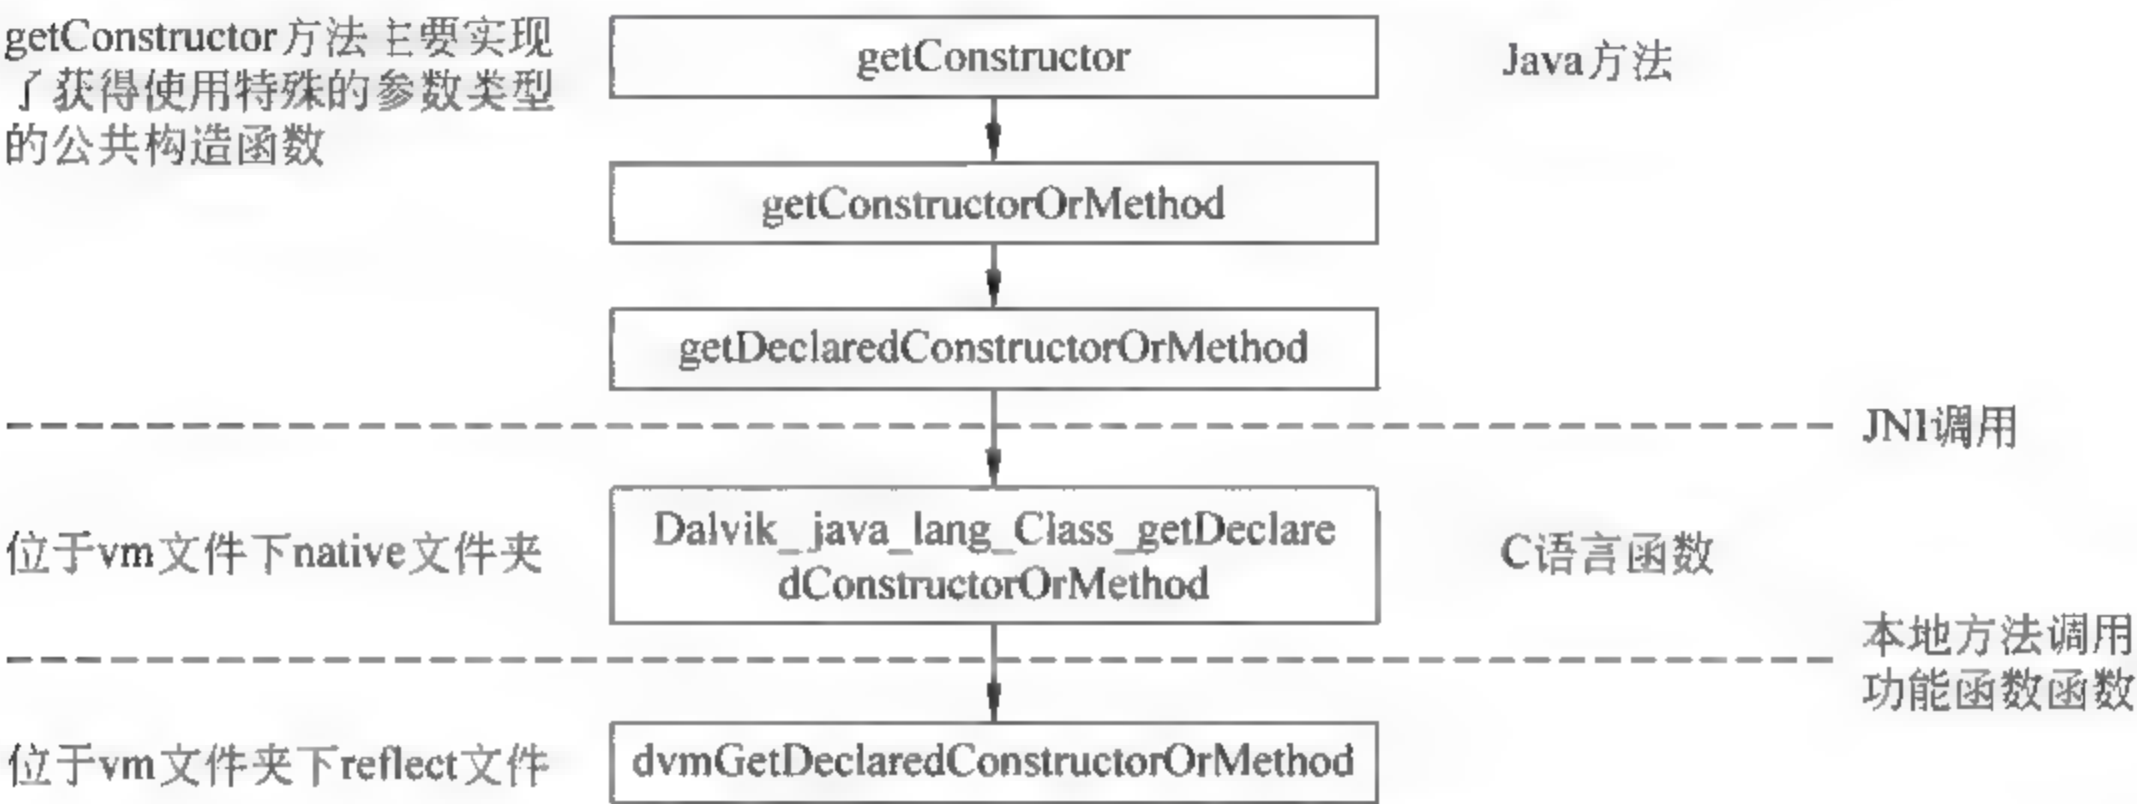 getConstructor方法主要实现
了获得使用特殊的参数类型
的公共构造函数
getConstructor
Java方法
getConstructorOrMethod
getDeclaredConstructorOrMethod
JNI调用
位于vm文件下native文件夹
Dalvik_java_lang_Class_getDeclare
dConstructorOrMethod
C语言函数
本地方法调用
功能函数函数
位于vm文件夹下reflect文件
dvmGetDeclaredConstructorOrMethod